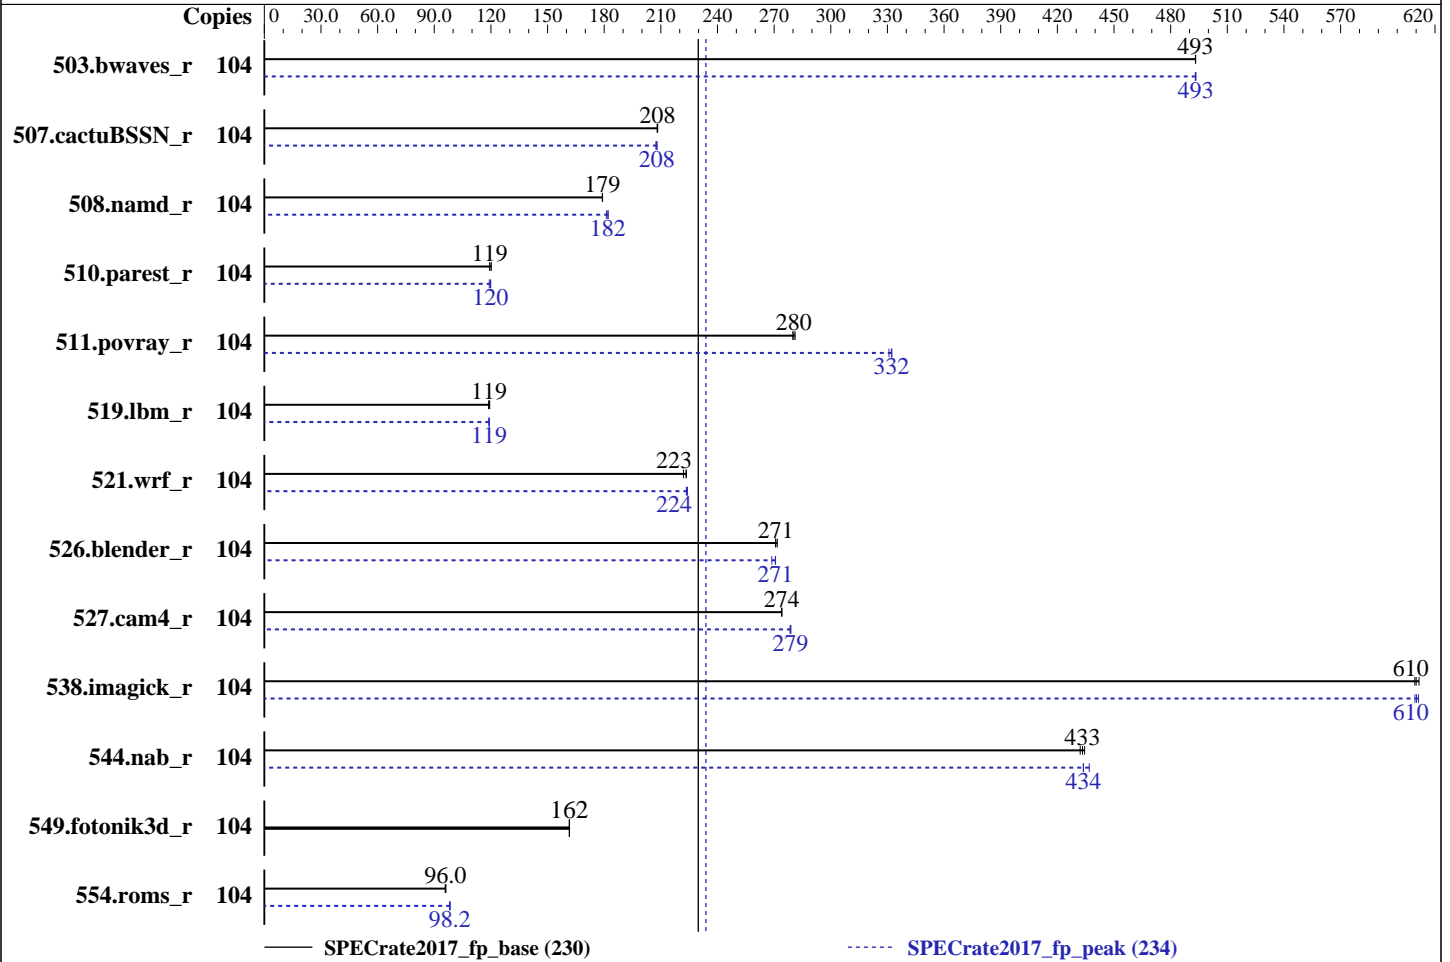 Copies 0 30.0 60.0 90.0 120 150 180 210 240 270 300 330 360 390 420 450 480 510 540 570 620
503.bwaves_r 104 493
493
507.cactuBSSN_r 104 208
208
508.namd_r 104 179
182
510.parest_r 104 119
120
511.povray_r 104 280
332
519.lbm_r 104 119
119
521.wrf_r 104 223
224
526.blender_r 104 271
271
527.cam4_r 104 274
279
538.imagick_r 104 610
610
544.nab_r 104 433
434
549.fotonik3d_r 104 162
554.roms_r 104 96.0
98.2
SPECrate2017_fp_base (230) SPECrate2017_fp_peak (234)